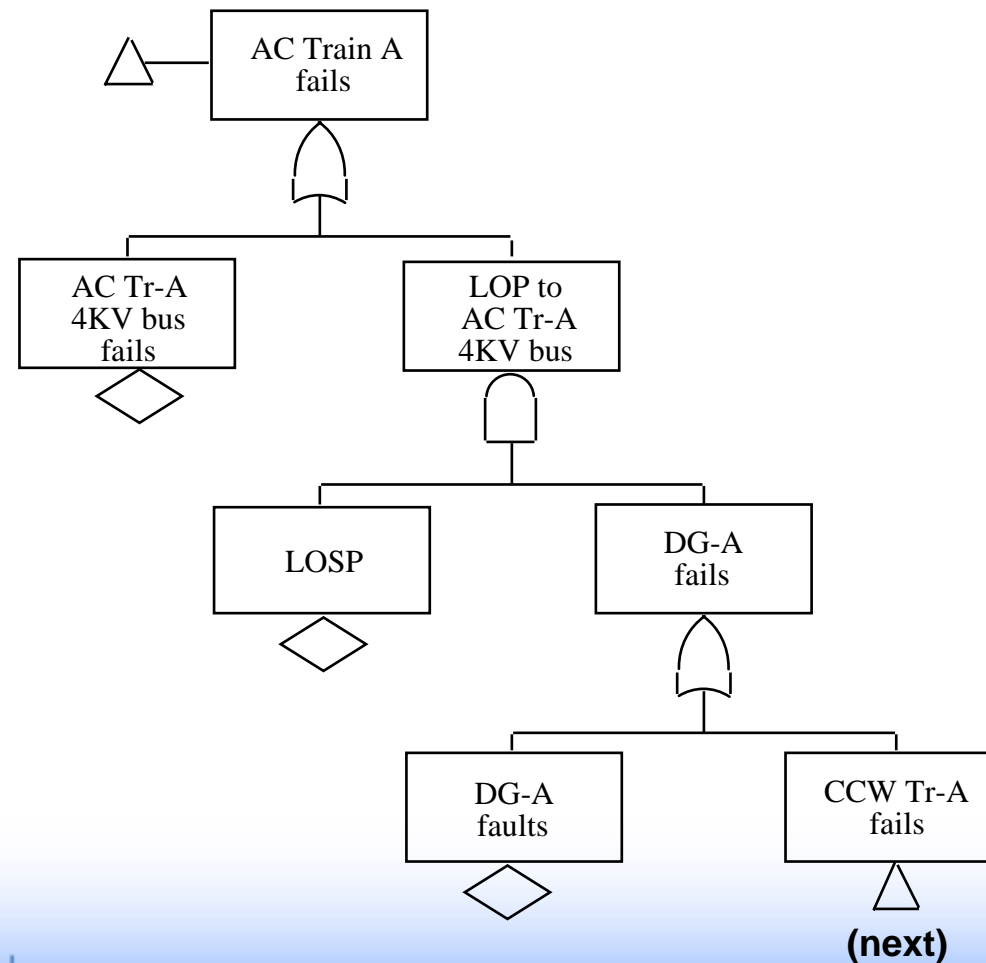 AC Train A
fails
AC Tr-A
4KV bus
fails
LOP to
AC Tr-A
4KV bus
LOSP
DG-A
fails
DG-A
faults
CCW Tr-A
fails
(next)